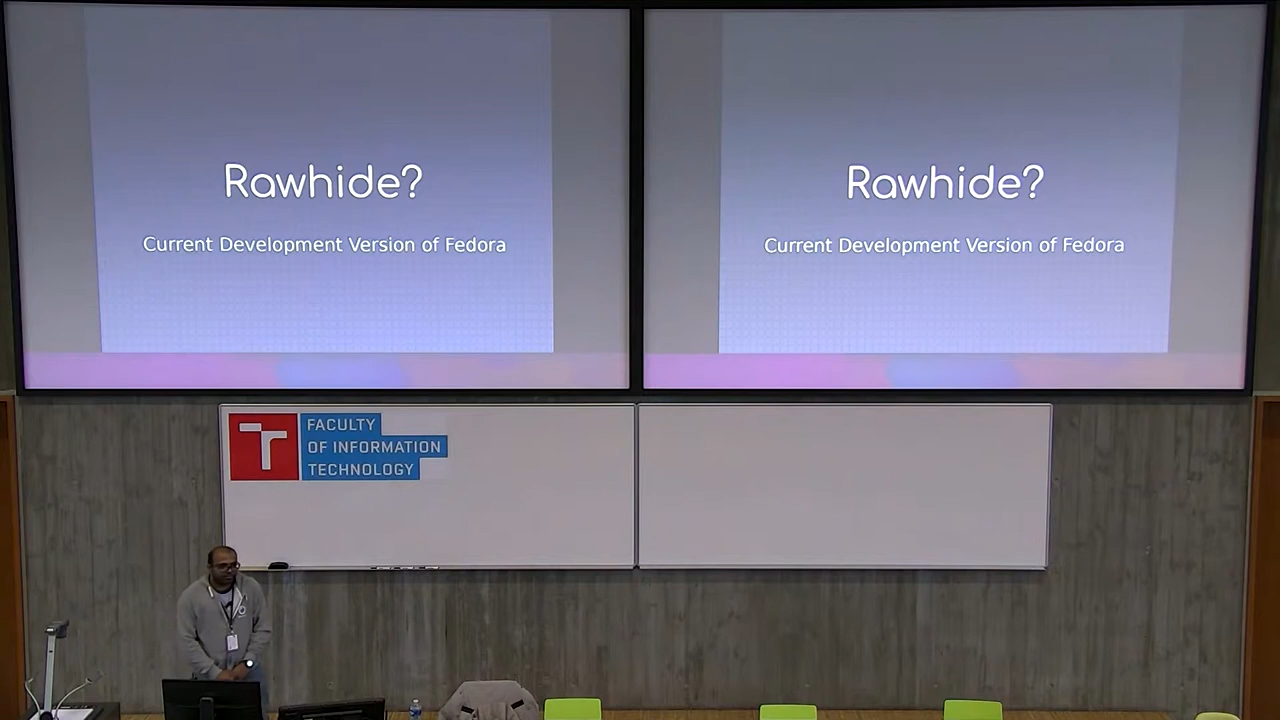 Rawhide?
Current Development Version of Fedora
Rawhide?
Current Development Version of Fedora
FACULTY
OF INFORMATION
TECHNOLOGY